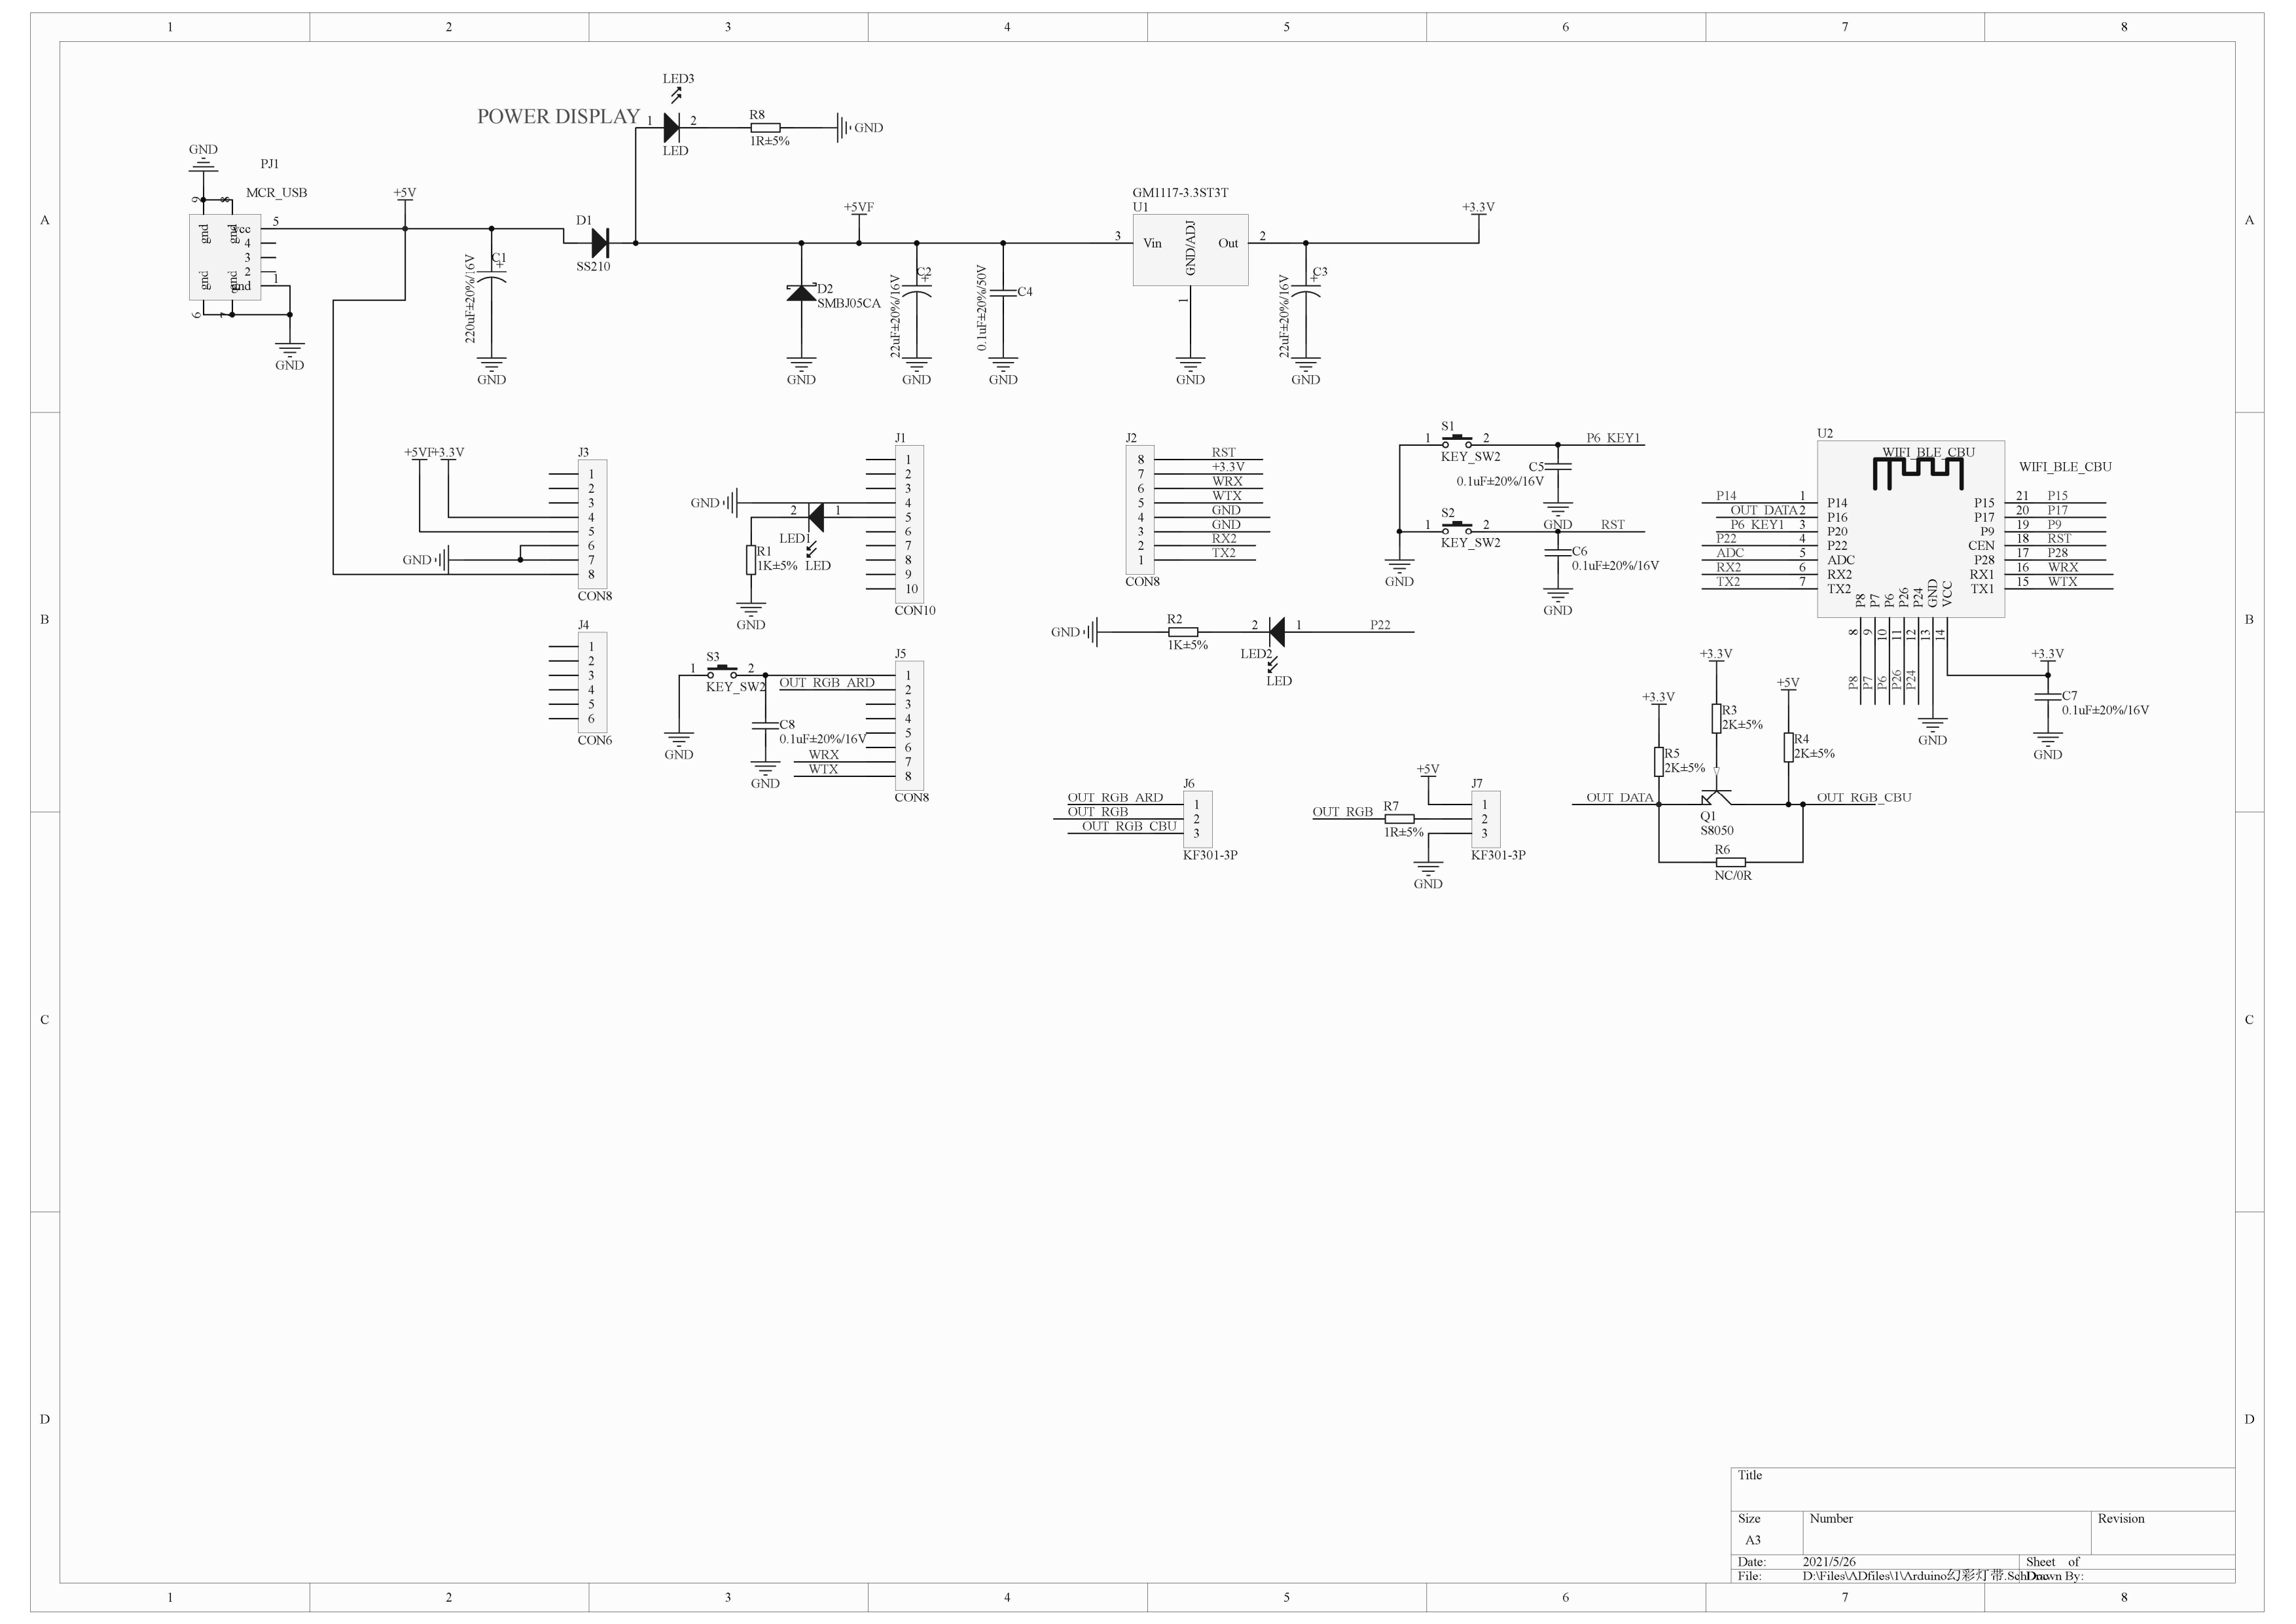 1 2 3 4 5 6 7 8
A
A
B
B
C
C
D
D
POWER DISPLAY
LED3
1
2
LED
R8
1R±5%
GND
GND
PJ1
MCR_USB
9
8
gnd
gnd
vcc
5
4
3
2
1
gnd
gnd
gnd
6
7
GND
+5V
C1
+
220uF±20%/16V
GND
D1
SS210
D2
SMBJ05CA
GND
+5VF
C2
+
22uF±20%/16V
GND
C4
0.1uF±20%/50V
GND
GM1117-3.3ST3T
U1
3
Vin
GND/ADJ
Out
2
1
GND
C3
+
22uF±20%/16V
GND
+3.3V
+5VF
+3.3V
J3
1
2
3
4
5
6
7
8
CON8
GND
J4
1
2
3
4
5
6
CON6
J1
1
2
3
4
5
6
7
8
9
10
CON10
GND
2
1
LED1
LED
R1
1K±5%
GND
S3
1
2
KEY_SW2
GND
OUT_RGB_ARD
C8
0.1uF±20%/16V
GND
WRX
WTX
J5
1
2
3
4
5
6
7
8
CON8
J2
8 RST
7 +3.3V
6 WRX
5 WTX
4 GND
3 GND
2 RX2
1 TX2
CON8
GND
R2
1K±5%
2
1
LED2
LED
P22
S1
1
2
KEY_SW2
P6_KEY1
C5
0.1uF±20%/16V
GND
S2
1
2
KEY_SW2
RST
GND
C6
0.1uF±20%/16V
GND
J6
OUT_RGB_ARD 1
OUT_RGB 2
OUT_RGB_CBU 3
KF301-3P
+5V
J7
1
2
3
OUT_RGB
R7
1R±5%
KF301-3P
GND
U2
WIFI_BLE_CBU
WIFI_BLE_CBU
P14 1 P14
OUT_DATA 2 P16
P6_KEY1 3 P20
P22 4 P22
ADC 5 ADC
RX2 6 RX2
TX2 7 TX2
P15 21 P15
P17 20 P17
P9 19 P9
CEN 18 RST
P28 17 P28
RX1 16 WRX
TX1 15 WTX
P8 8 P8
P7 9 P7
P6 10 P6
P26 11 P26
P24 12 P24
GND 13
VCC 14
GND
+3.3V
C7
0.1uF±20%/16V
GND
+3.3V
R5
2K±5%
+3.3V
R3
2K±5%
+5V
R4
2K±5%
OUT_DATA
Q1
S8050
OUT_RGB_CBU
R6
NC/0R
Title
Size
A3
Number
Revision
Date: 2021/5/26
Sheet of
File: D:\Files\ADfiles\1\Arduino幻彩灯带.SchDoc
Drawn By:
1 2 3 4 5 6 7 8